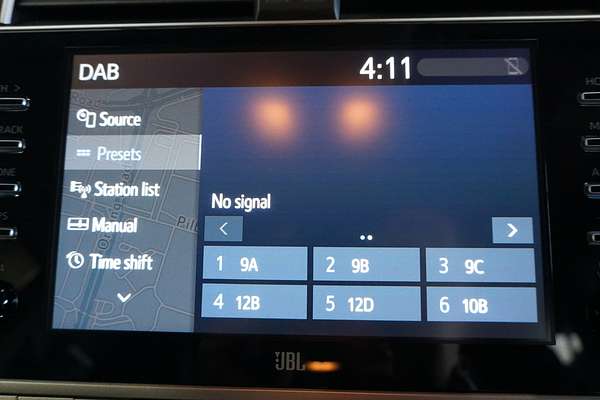 DAB
4:11
Source
Presets
Station list
Manual
Time shift
No signal
1 9A
2 9B
3 9C
4 12B
5 12D
6 10B
JBL